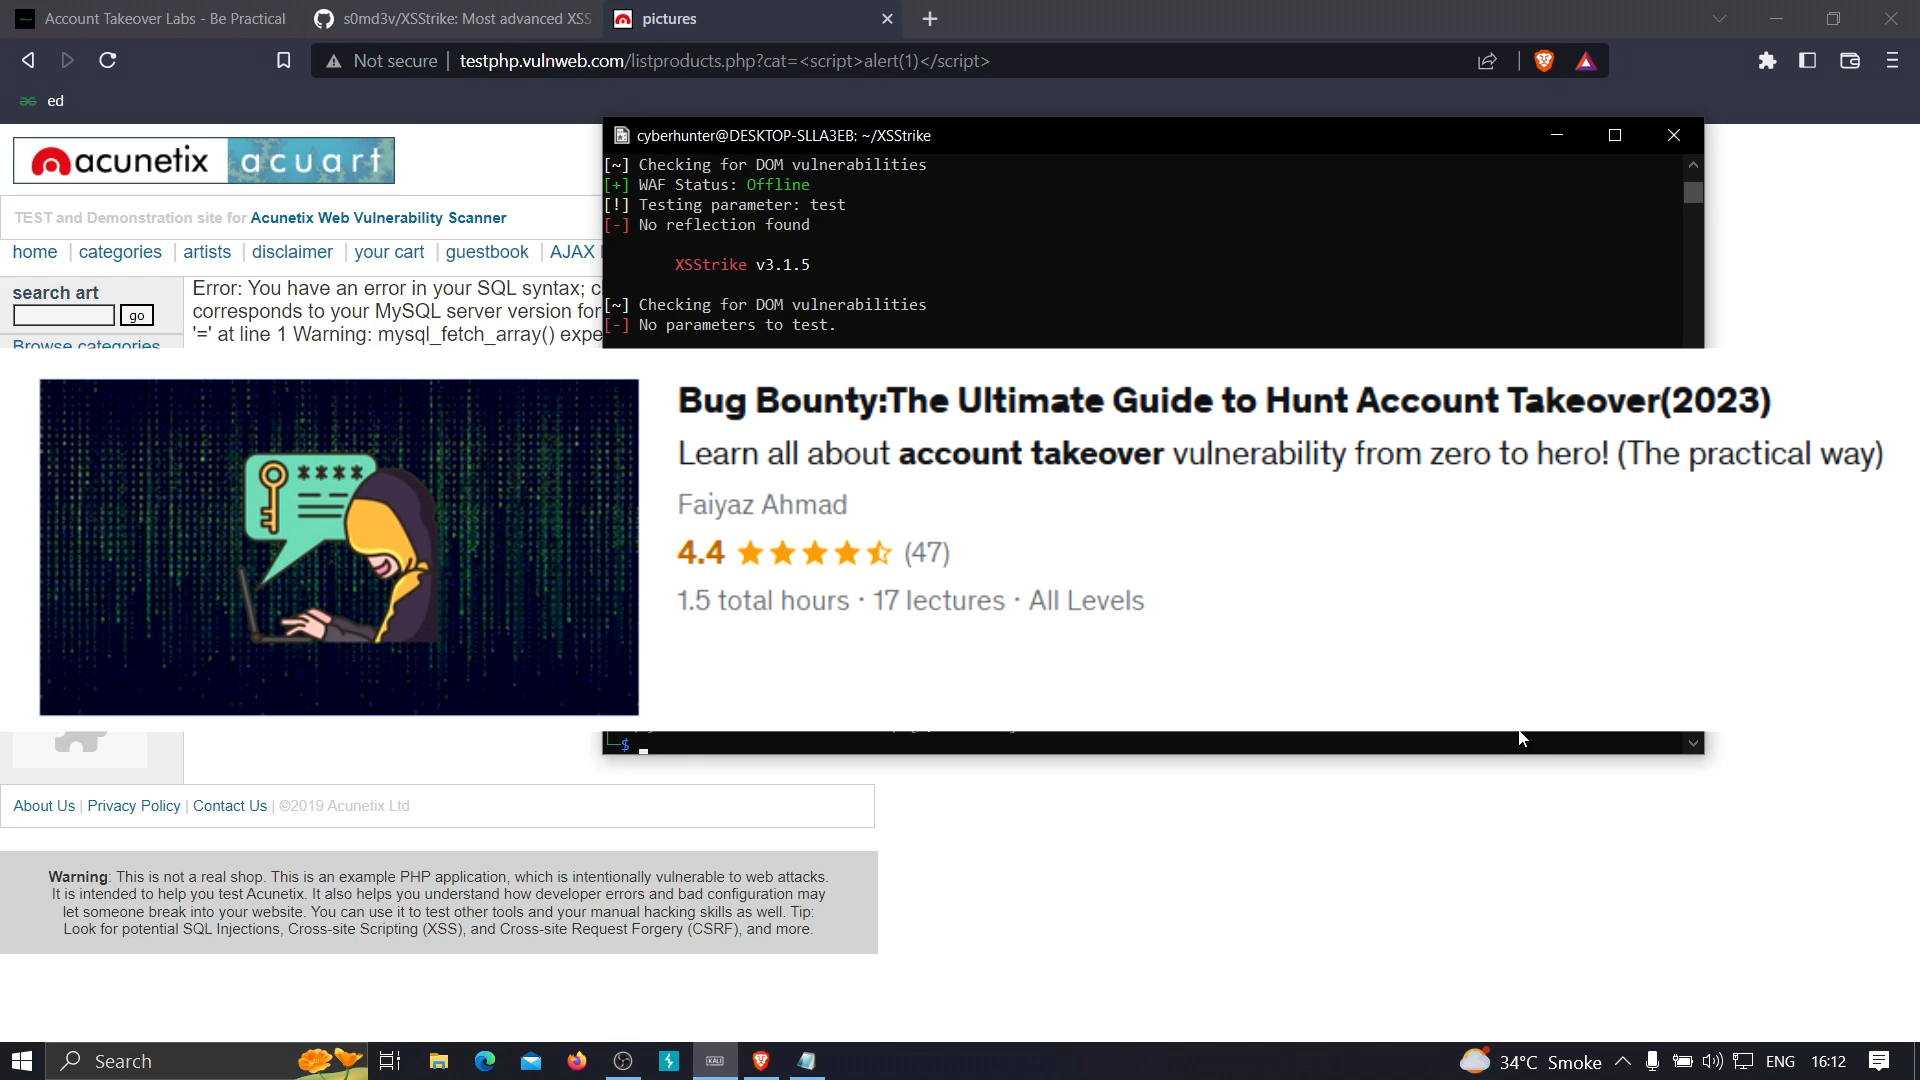 Account Takeover Labs - Be Practical
s0md3v/XSStrike: Most advanced XSS
pictures
Not secure
testphp.vulnweb.com/listproducts.php?cat=<script>alert(1)</script>
ed
acunetix acuart
TEST and Demonstration site for Acunetix Web Vulnerability Scanner
home categories artists disclaimer your cart guestbook AJAX
search art
go
Browse categories
Error: You have an error in your SQL syntax; c
corresponds to your MySQL server version for
'=' at line 1 Warning: mysql_fetch_array() expe
cyberhunter@DESKTOP-SLLA3EB: ~/XSStrike
[~] Checking for DOM vulnerabilities
[+] WAF Status: Offline
[!] Testing parameter: test
[-] No reflection found
XSStrike v3.1.5
[~] Checking for DOM vulnerabilities
[-] No parameters to test.
****
Bug Bounty:The Ultimate Guide to Hunt Account Takeover(2023)
Learn all about account takeover vulnerability from zero to hero! (The practical way)
Faiyaz Ahmad
4.4 (47)
1.5 total hours · 17 lectures · All Levels
$
About Us | Privacy Policy | Contact Us | ©2019 Acunetix Ltd
Warning: This is not a real shop. This is an example PHP application, which is intentionally vulnerable to web attacks.
It is intended to help you test Acunetix. It also helps you understand how developer errors and bad configuration may
let someone break into your website. You can use it to test other tools and your manual hacking skills as well. Tip:
Look for potential SQL Injections, Cross-site Scripting (XSS), and Cross-site Request Forgery (CSRF), and more.
Search
KALI
34°C Smoke
ENG
16:12